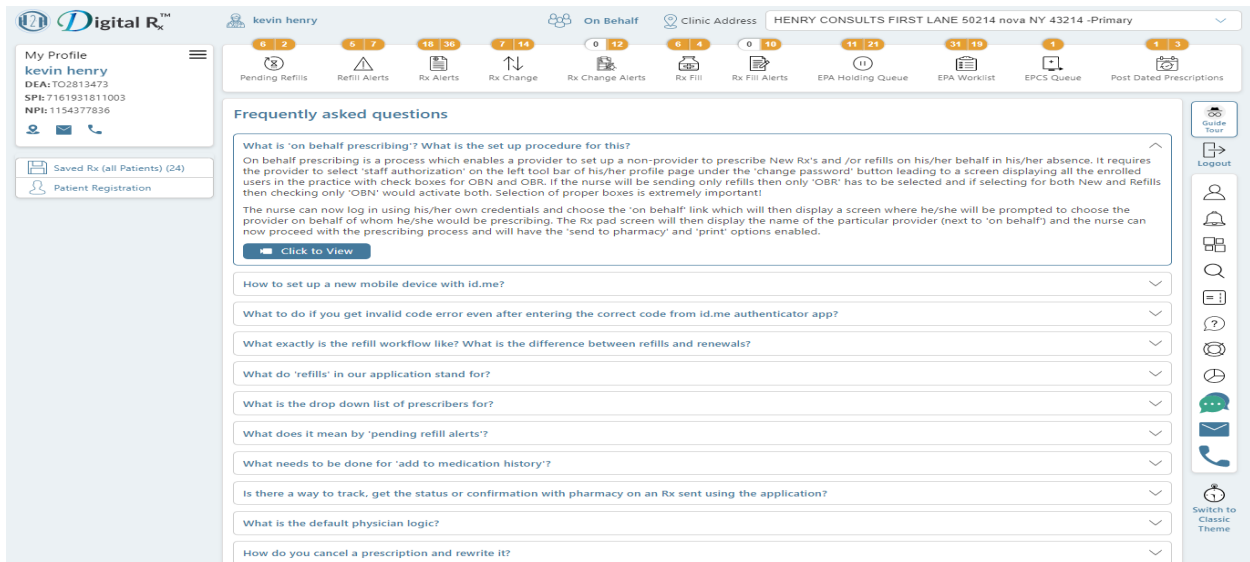 H2H Digital Rx™
kevin henry
On Behalf
Clinic Address
HENRY CONSULTS FIRST LANE 50214 nova NY 43214 -Primary
My Profile
kevin henry
DEA: TO2813473
SPI: 7161931811003
NPI: 1154377836
Saved Rx (all Patients) (24)
Patient Registration
6 2
Pending Refills
5 7
Refill Alerts
18 36
Rx Alerts
7 14
Rx Change
0 12
Rx Change Alerts
6 4
Rx Fill
0 10
Rx Fill Alerts
11 21
EPA Holding Queue
31 19
EPA Worklist
1
EPCS Queue
1 3
Post Dated Prescriptions
Frequently asked questions
What is 'on behalf prescribing'? What is the set up procedure for this?
On behalf prescribing is a process which enables a provider to set up a non-provider to prescribe New Rx's and /or refills on his/her behalf in his/her absence. It requires
the provider to select 'staff authorization' on the left tool bar of his/her profile page under the 'change password' button leading to a screen displaying all the enrolled
users in the practice with check boxes for OBN and OBR. If the nurse will be sending only refills then only 'OBR' has to be selected and if selecting for both New and Refills
then checking only 'OBN' would activate both. Selection of proper boxes is extremely important!
The nurse can now log in using his/her own credentials and choose the 'on behalf' link which will then display a screen where he/she will be prompted to choose the
provider on behalf of whom he/she would be prescribing. The Rx pad screen will then display the name of the particular provider (next to 'on behalf') and the nurse can
now proceed with the prescribing process and will have the 'send to pharmacy' and 'print' options enabled.
Click to View
How to set up a new mobile device with id.me?
What to do if you get invalid code error even after entering the correct code from id.me authenticator app?
What exactly is the refill workflow like? What is the difference between refills and renewals?
What do 'refills' in our application stand for?
What is the drop down list of prescribers for?
What does it mean by 'pending refill alerts'?
What needs to be done for 'add to medication history'?
Is there a way to track, get the status or confirmation with pharmacy on an Rx sent using the application?
What is the default physician logic?
How do you cancel a prescription and rewrite it?
Guide
Tour
Logout
Switch to
Classic
Theme